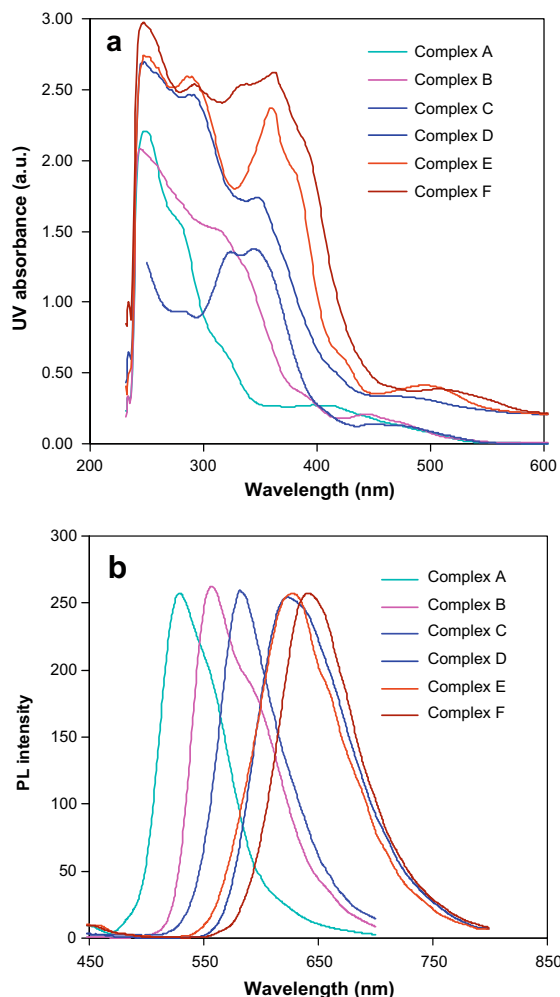 a
Complex A
Complex B
Complex C
Complex D
Complex E
Complex F
3.00
2.50
2.00
1.50
1.00
0.50
0.00
UV absorbance (a.u.)
200 300 400 500 600
Wavelength (nm)
b
Complex A
Complex B
Complex C
Complex D
Complex E
Complex F
300
250
200
150
100
50
0
PL intensity
450 550 650 750 850
Wavelength (nm)